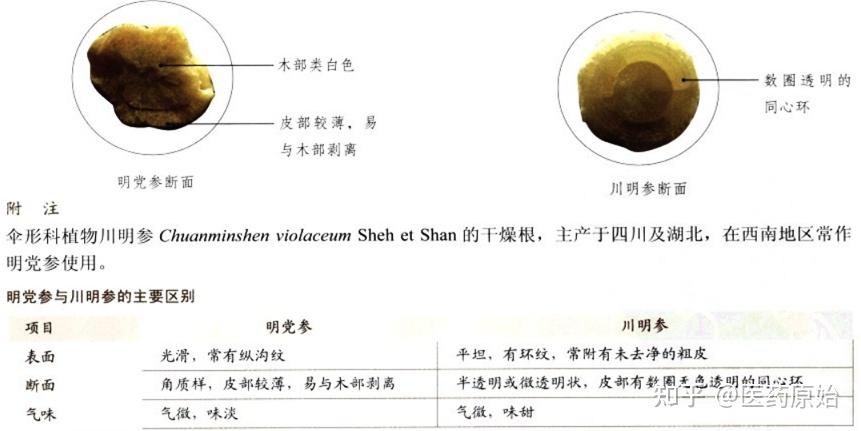 木部类白色
皮部较薄，易
与木部剥离
明党参断面
数圈透明的
同心环
川明参断面
附 注
伞形科植物川明参 Chuanminshen violaceum Sheh et Shan 的干燥根，主产于四川及湖北，在西南地区常作
明党参使用。
明党参与川明参的主要区别
项目 明党参 川明参
表面 光滑，常有纵沟纹 平坦，有环纹，常附有未去净的粗皮
断面 角质样，皮部较薄，易与木部剥离 半透明或微透明状，皮部有数圈无色透明的同心环
气味 气微，味淡 气微，味甜
知乎 @医药原始